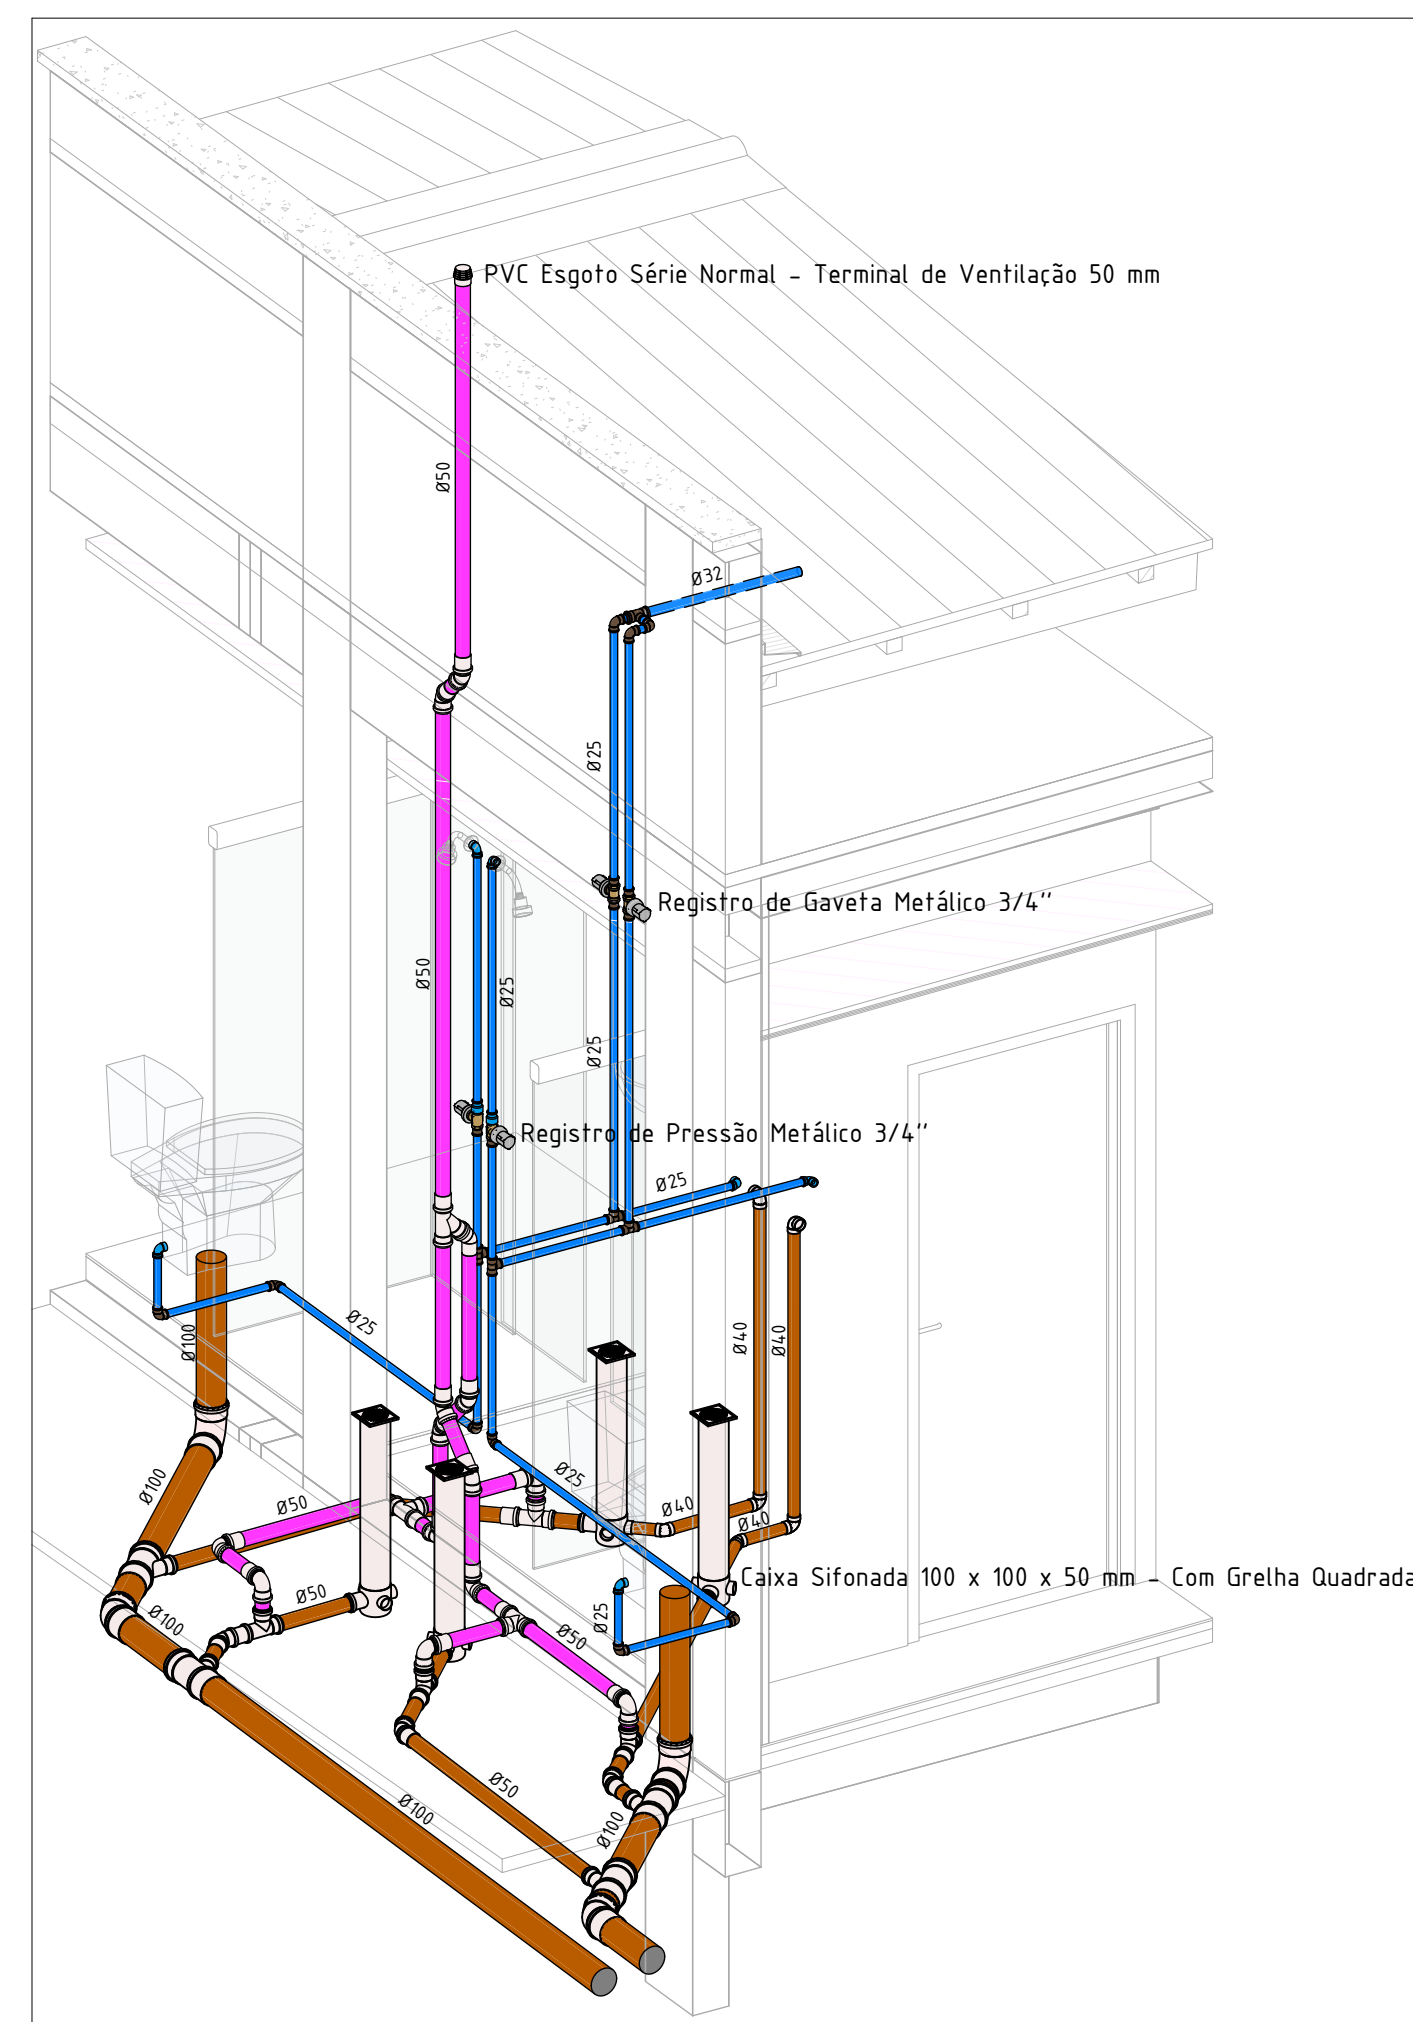 PVC Esgoto Série Normal - Terminal de Ventilação 50 mm
Ø50
Ø32
Ø25
Registro de Gaveta Metálico 3/4''
Ø50
Ø25
Ø25
Registro de Pressão Metálico 3/4''
Ø25
Ø100
Ø25
Ø40
Ø40
Ø100
Ø50
Ø25
Ø40
Ø40
Caixa Sifonada 100 x 100 x 50 mm - Com Grelha Quadrada
Ø50
Ø100
Ø25
Ø50
Ø50
Ø100
Ø100